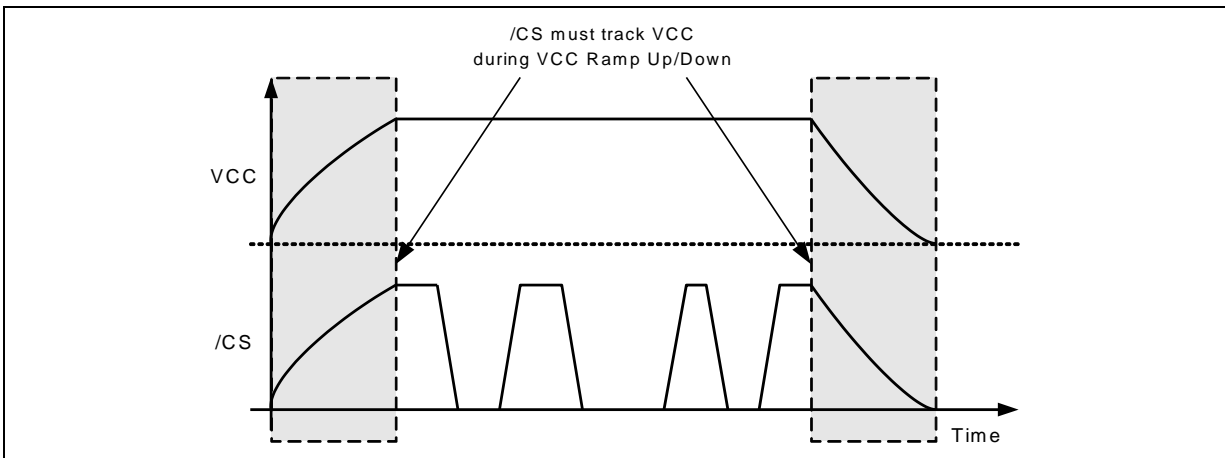 /CS must track VCC
during VCC Ramp Up/Down
VCC
/CS
Time